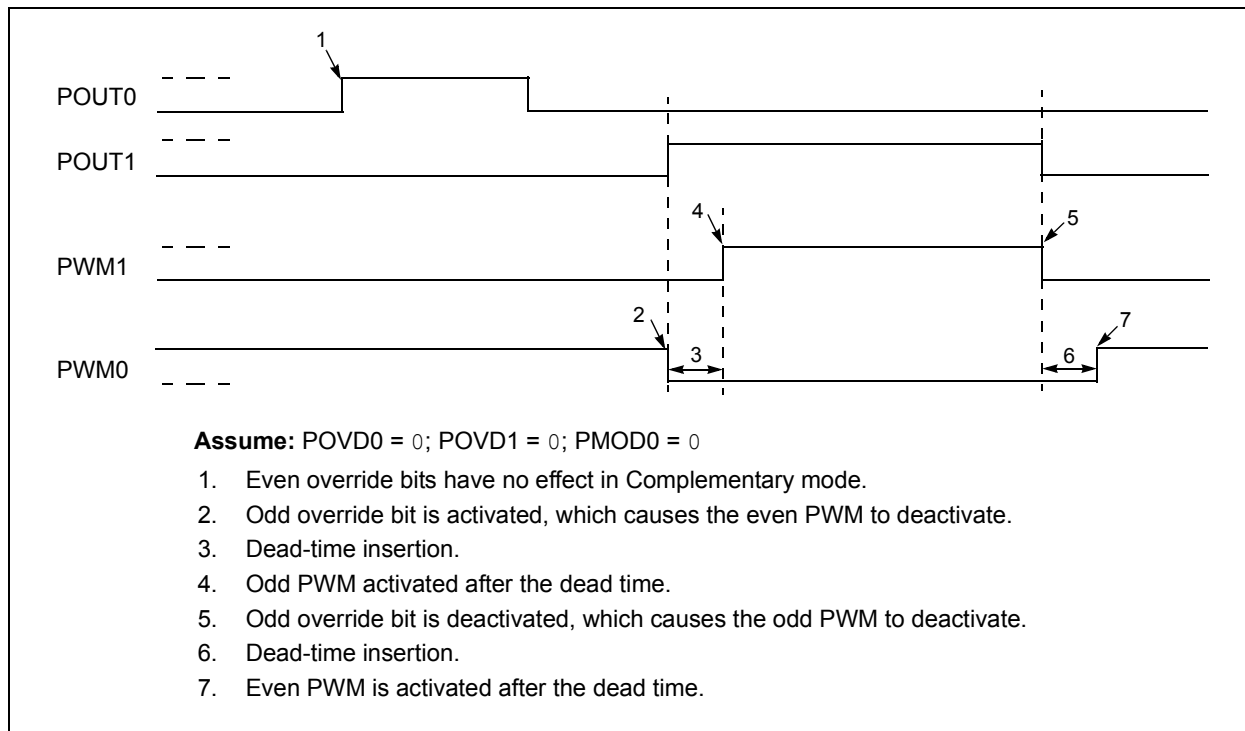 1
POUT0
POUT1
4
5
PWM1
2
7
3
6
PWM0
Assume: POVD0 = 0; POVD1 = 0; PMOD0 = 0
1. Even override bits have no effect in Complementary mode.
2. Odd override bit is activated, which causes the even PWM to deactivate.
3. Dead-time insertion.
4. Odd PWM activated after the dead time.
5. Odd override bit is deactivated, which causes the odd PWM to deactivate.
6. Dead-time insertion.
7. Even PWM is activated after the dead time.